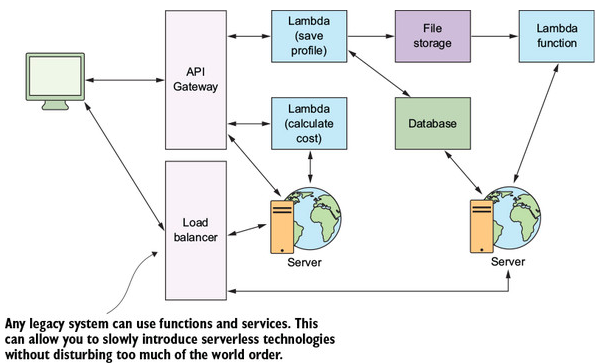 API
Gateway
Lambda
(save
profile)
File
storage
Lambda
function
Lambda
(calculate
cost)
Database
Load
balancer
Server
Server
Any legacy system can use functions and services. This
can allow you to slowly introduce serverless technologies
without disturbing too much of the world order.